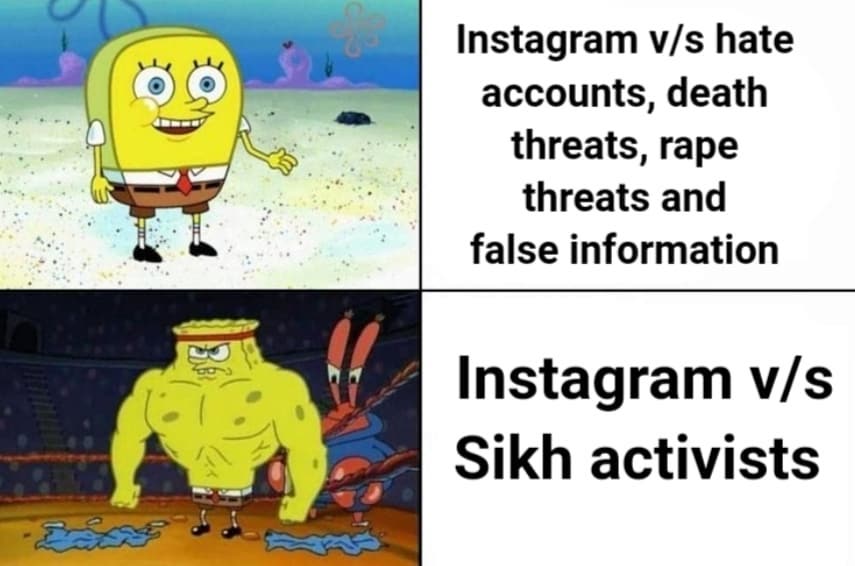 Instagram v/s hate
accounts, death
threats, rape
threats and
false information
Instagram v/s
Sikh activists